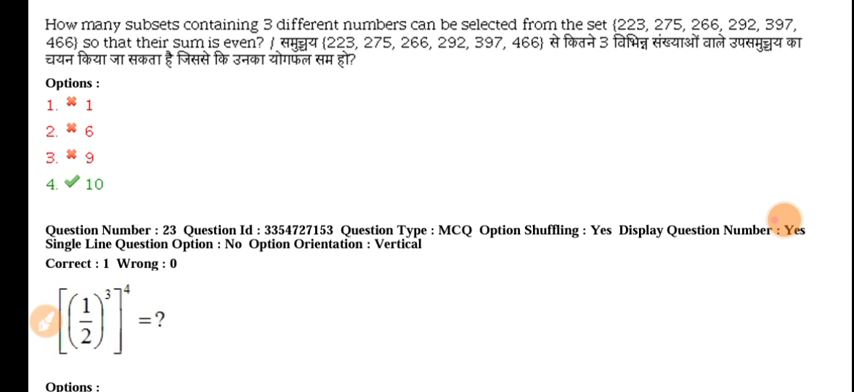 How many subsets containing 3 different numbers can be selected from the set {223, 275, 266, 292, 397,
466} so that their sum is even? / समुच्चय {223, 275, 266, 292, 397, 466} से कितने 3 विभिन्न संख्याओं वाले उपसमुच्चय का
चयन किया जा सकता है जिससे कि उनका योगफल सम हो?
Options :
1. ✖ 1
2. ✖ 6
3. ✖ 9
4. ✔ 10
Question Number : 23 Question Id : 3354727153 Question Type : MCQ Option Shuffling : Yes Display Question Number : Yes
Single Line Question Option : No Option Orientation : Vertical
Correct : 1 Wrong : 0
[(1/2)^3]^4 = ?
Options :